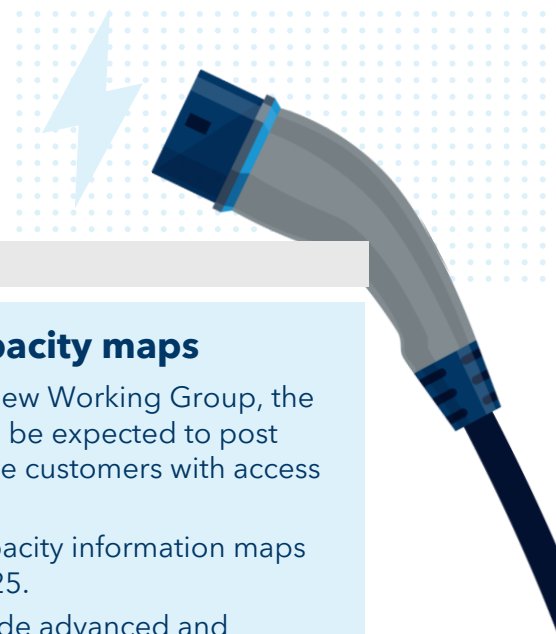 pacity maps
ew Working Group, the
be expected to post
e customers with access
pacity information maps
25.
de advanced and